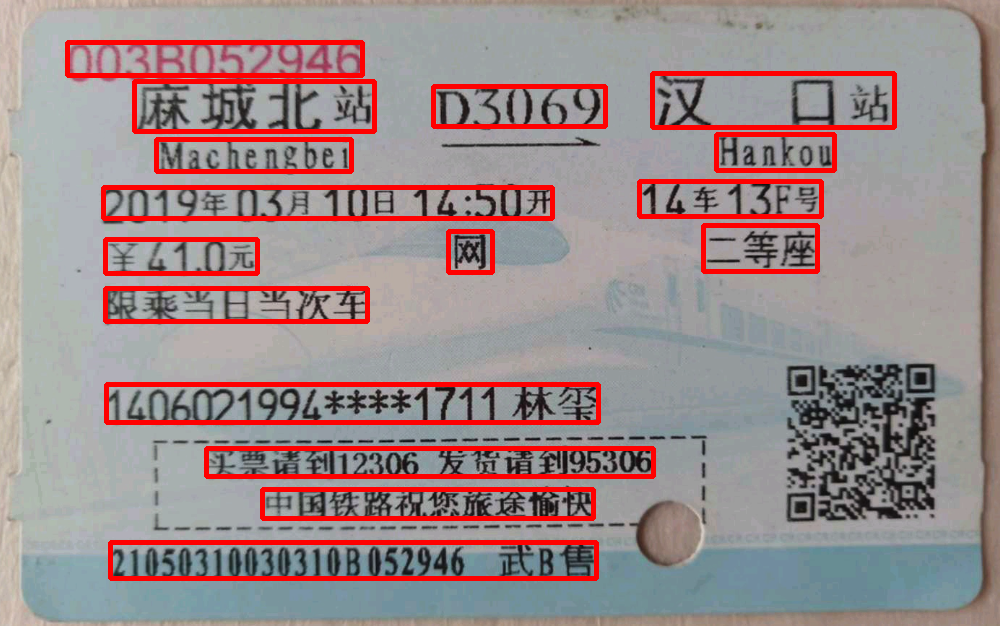 003B052946
麻城北站 D3069 汉口站
Machengbei Hankou
2019年03月10日 14:50开 14车13F号
￥41.0元 网 二等座
限乘当日当次车
1406021994****1711 林玺
买票请到12306 发货请到95306
中国铁路祝您旅途愉快
21050310030310B052946 武B售